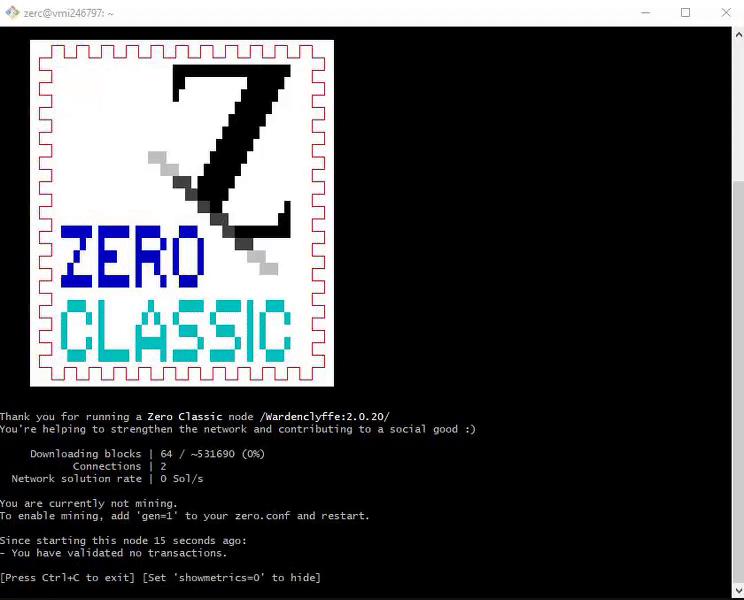 zerc@vmi246797: ~
Z
ZERO
CLASSIC
Thank you for running a Zero Classic node /Wardenclyffe:2.0.20/
You're helping to strengthen the network and contributing to a social good :)
Downloading blocks | 64 / ~531690 (0%)
Connections | 2
Network solution rate | 0 Sol/s
You are currently not mining.
To enable mining, add 'gen=1' to your zero.conf and restart.
Since starting this node 15 seconds ago:
- You have validated no transactions.
[Press Ctrl+C to exit] [Set 'showmetrics=0' to hide]